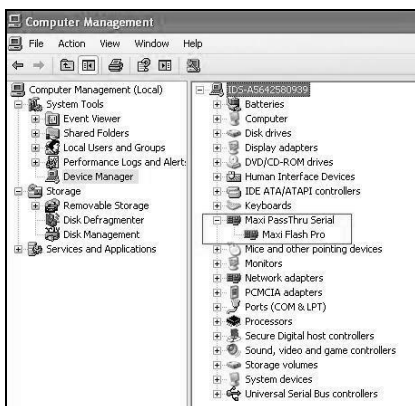 Computer Management
File Action View Window Help
Computer Management (Local)
System Tools
Event Viewer
Shared Folders
Local Users and Groups
Performance Logs and Alert:
Device Manager
Storage
Removable Storage
Disk Defragmenter
Disk Management
Services and Applications
IDS-A5642580939
Batteries
Computer
Disk drives
Display adapters
DVD/CD-ROM drives
Human Interface Devices
IDE ATA/ATAPI controllers
Keyboards
Maxi PassThru Serial
Maxi Flash Pro
Mice and other pointing devices
Monitors
Network adapters
PCMCIA adapters
Ports (COM & LPT)
Processors
Secure Digital host controllers
Sound, video and game controllers
Storage volumes
System devices
Universal Serial Bus controllers